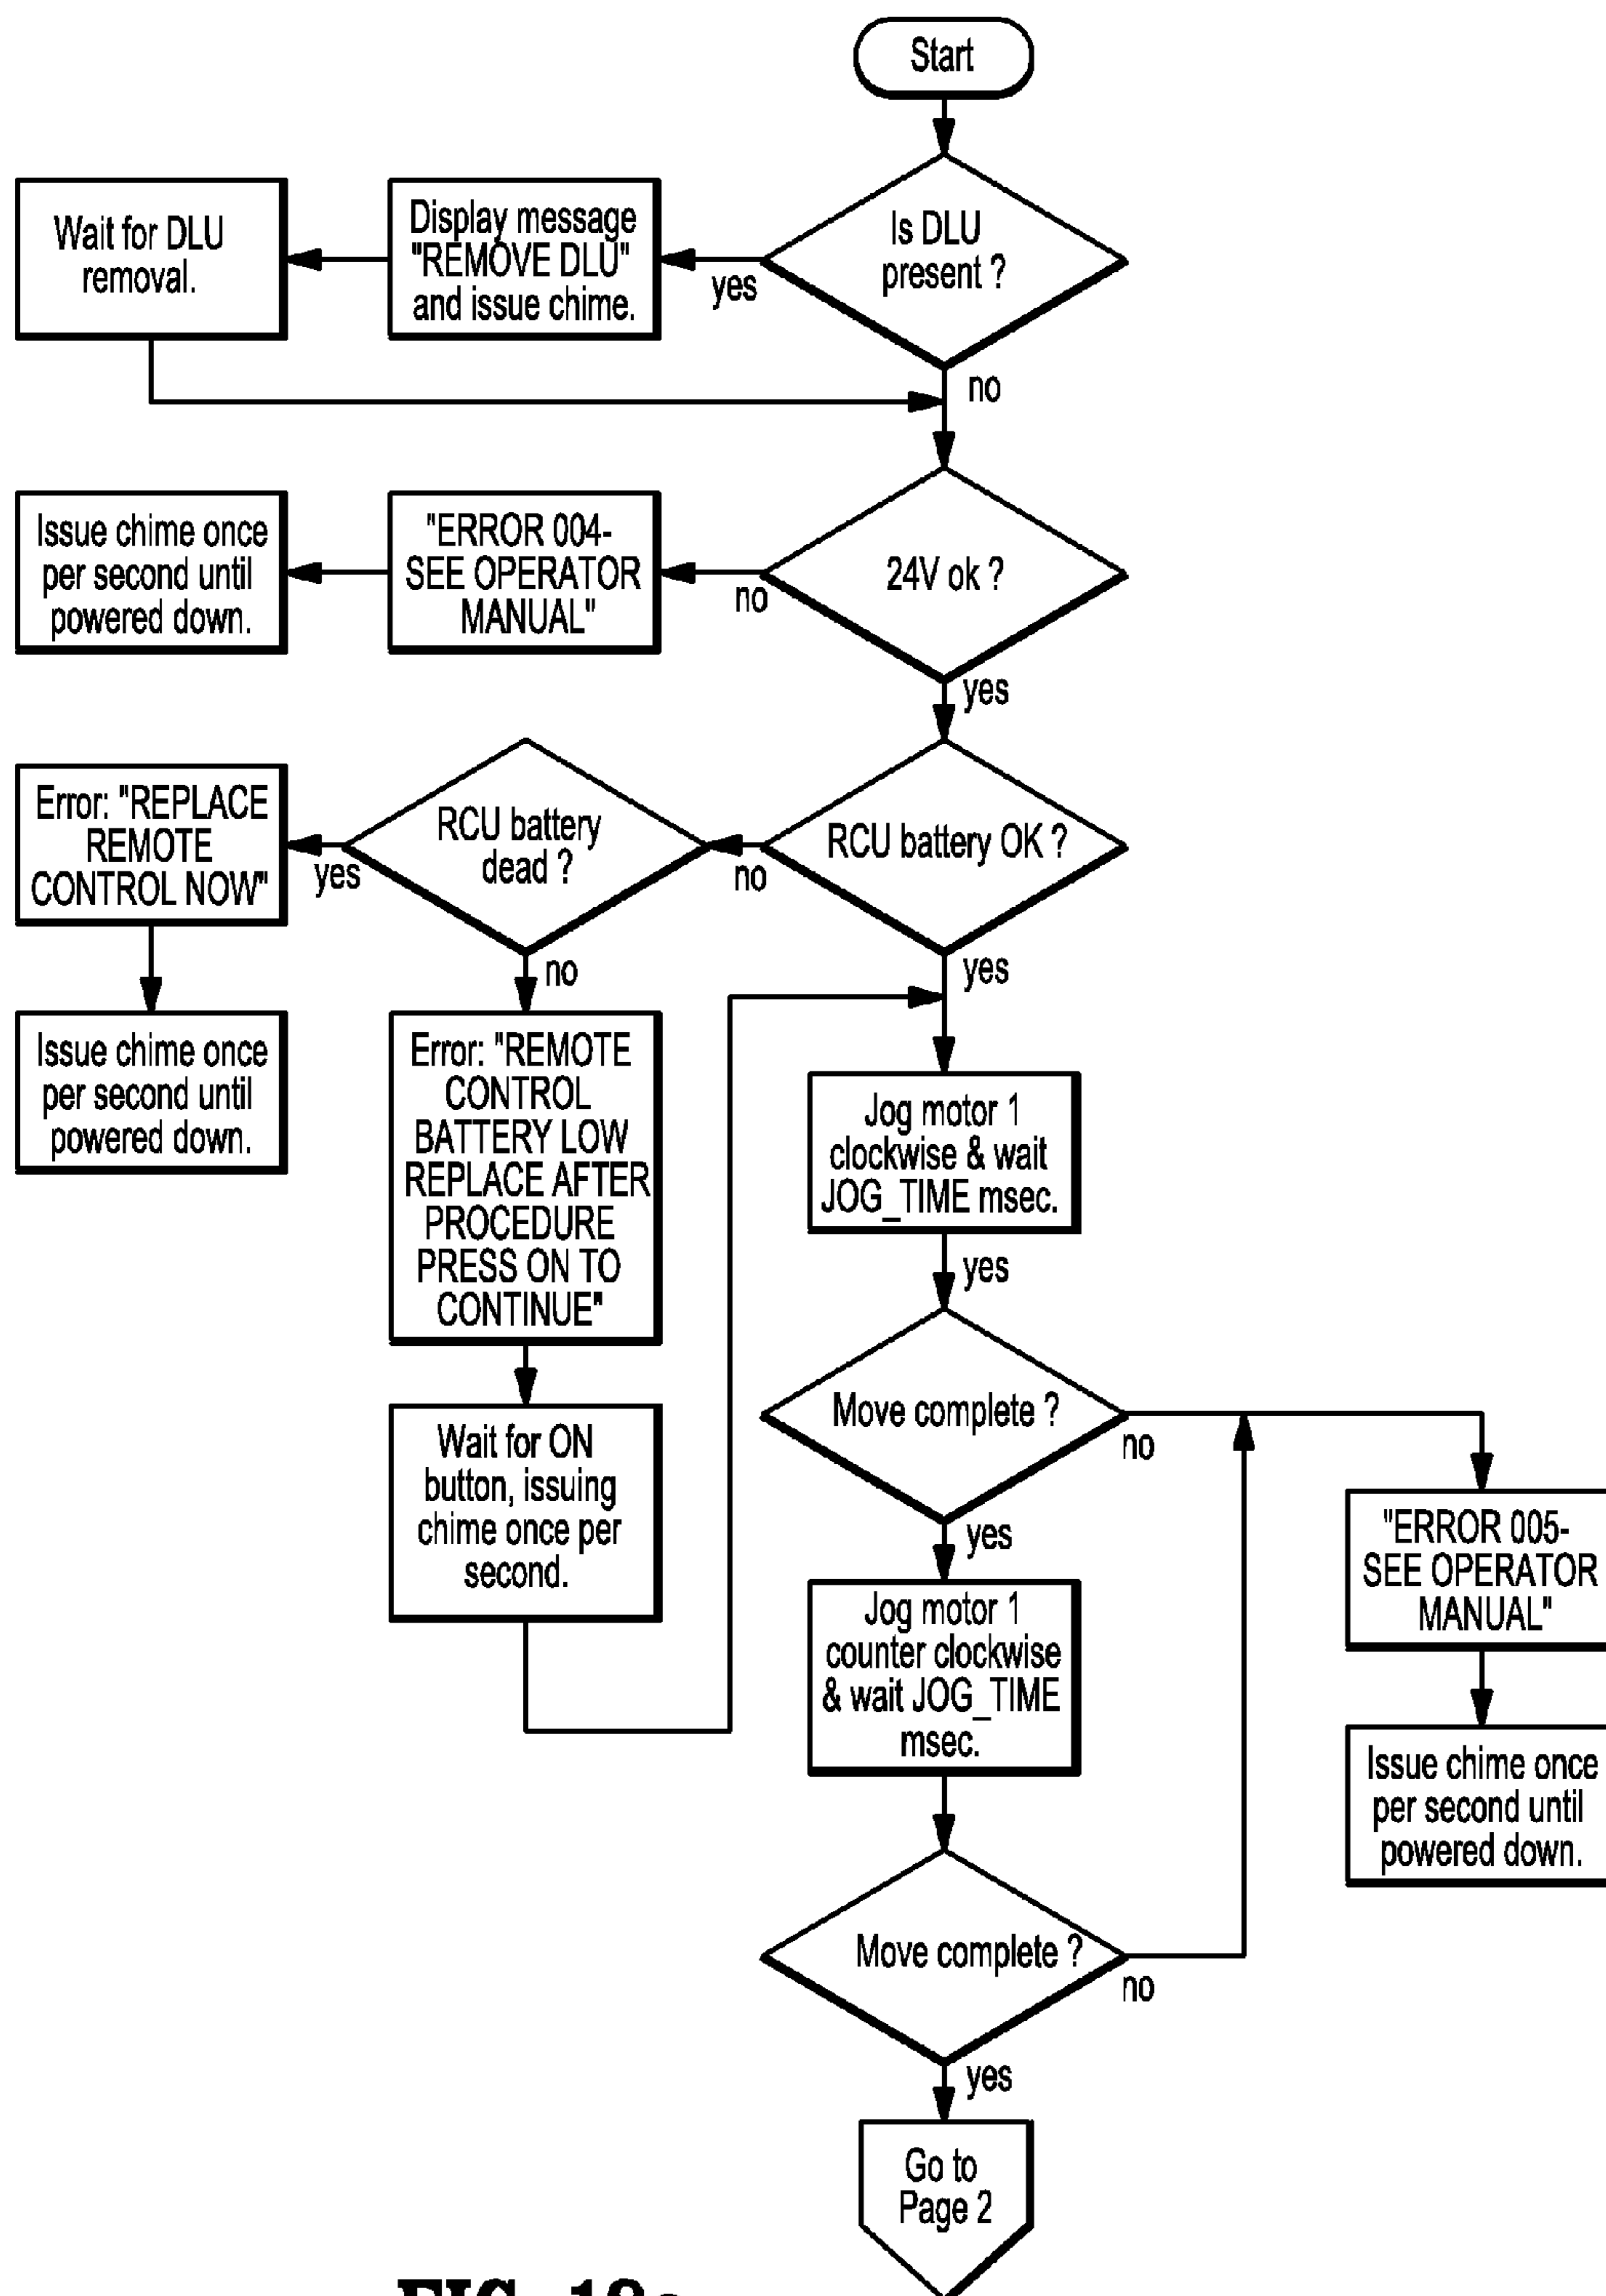 Start
Is DLU
present ?
yes
no
Display message
"REMOVE DLU"
and issue chime.
Wait for DLU
removal.
24V ok ?
no
yes
"ERROR 004-
SEE OPERATOR
MANUAL"
Issue chime once
per second until
powered down.
RCU battery OK ?
no
yes
RCU battery
dead ?
yes
no
Error: "REPLACE
REMOTE
CONTROL NOW"
Issue chime once
per second until
powered down.
Error: "REMOTE
CONTROL
BATTERY LOW
REPLACE AFTER
PROCEDURE
PRESS ON TO
CONTINUE"
Wait for ON
button, issuing
chime once per
second.
Jog motor 1
clockwise & wait
JOG_TIME msec.
yes
Move complete ?
no
yes
"ERROR 005-
SEE OPERATOR
MANUAL"
Issue chime once
per second until
powered down.
Jog motor 1
counter clockwise
& wait JOG_TIME
msec.
Move complete ?
no
yes
Go to
Page 2